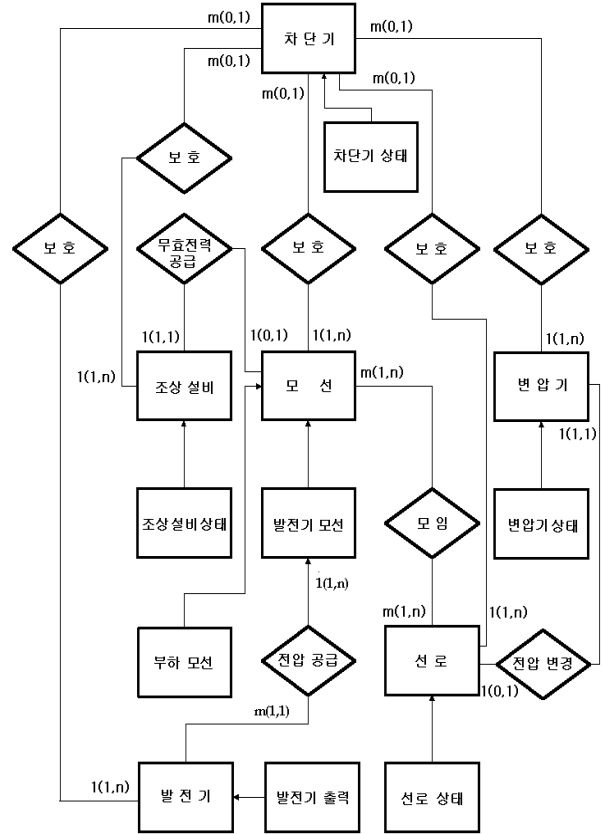 m(0,1)
차 단 기
m(0,1)
m(0,1)
m(0,1)
m(0,1)
보 호
차단기 상태
보 호
무효전력
공급
보 호
보 호
보 호
1(1,1)
1(0,1)
1(1,n)
1(1,n)
1(1,n)
조상 설비
모 선
m(1,n)
변 압 기
1(1,1)
조상설비상태
발전기 모선
모 임
변압기상태
1(1,n)
m(1,n)
1(1,n)
부하 모선
전압 공급
선 로
전압 변경
1(0,1)
m(1,1)
1(1,n)
발 전 기
발전기 출력
선로 상태